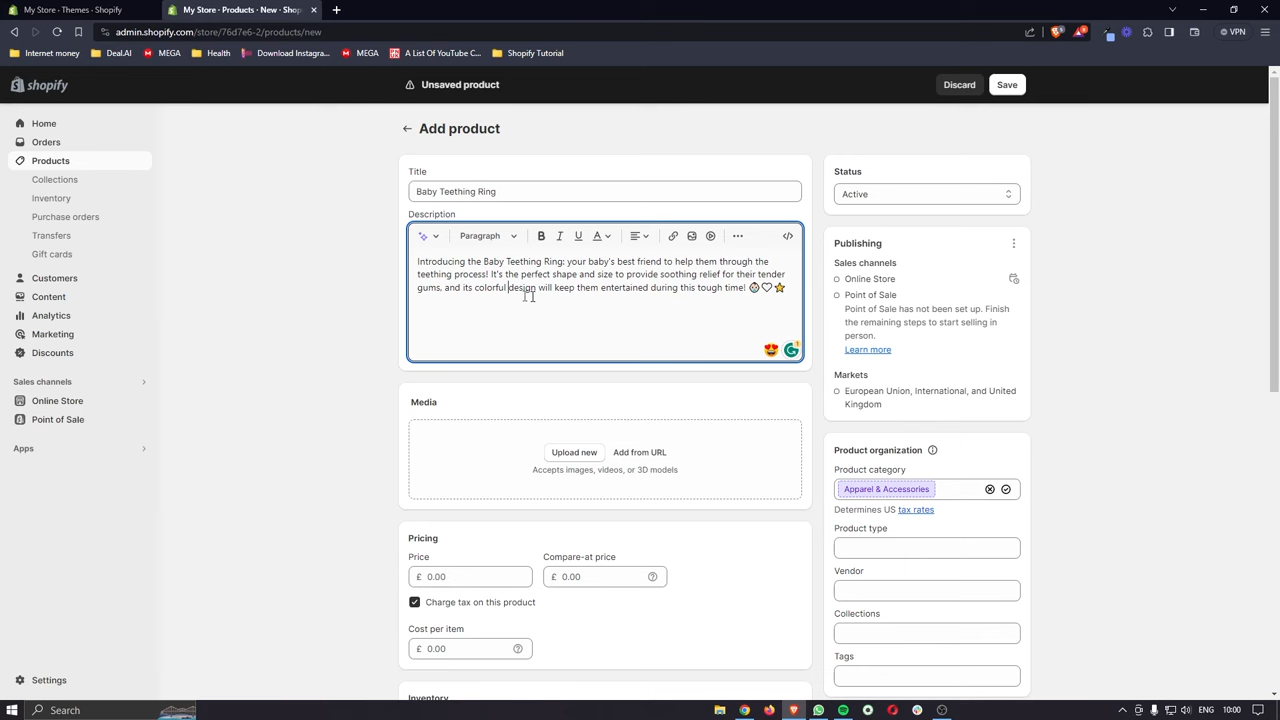 My Store - Themes · Shopify
My Store - Products - New - Shop
admin.shopify.com/store/76d7e6-2/products/new
VPN
Internet money
Deal.AI
MEGA
Health
Download Instagra...
MEGA
A List Of YouTube C...
Shopify Tutorial
shopify
Unsaved product
Discard
Save
Home
Orders
Products
Collections
Inventory
Purchase orders
Transfers
Gift cards
Customers
Content
Analytics
Marketing
Discounts
Sales channels
Online Store
Point of Sale
Apps
Settings
Add product
Title
Baby Teething Ring
Description
Paragraph
Introducing the Baby Teething Ring; your baby's best friend to help them through the
teething process! It's the perfect shape and size to provide soothing relief for their tender
gums, and its colorful design will keep them entertained during this tough time!
Media
Upload new
Add from URL
Accepts images, videos, or 3D models
Pricing
Price
Compare-at price
£ 0.00
£ 0.00
Charge tax on this product
Cost per item
£ 0.00
Inventory
Status
Active
Publishing
Sales channels
Online Store
Point of Sale
Point of Sale has not been set up. Finish
the remaining steps to start selling in
person.
Learn more
Markets
European Union, International, and United
Kingdom
Product organization
Product category
Apparel & Accessories
Determines US tax rates
Product type
Vendor
Collections
Tags
Search
ENG
10:00